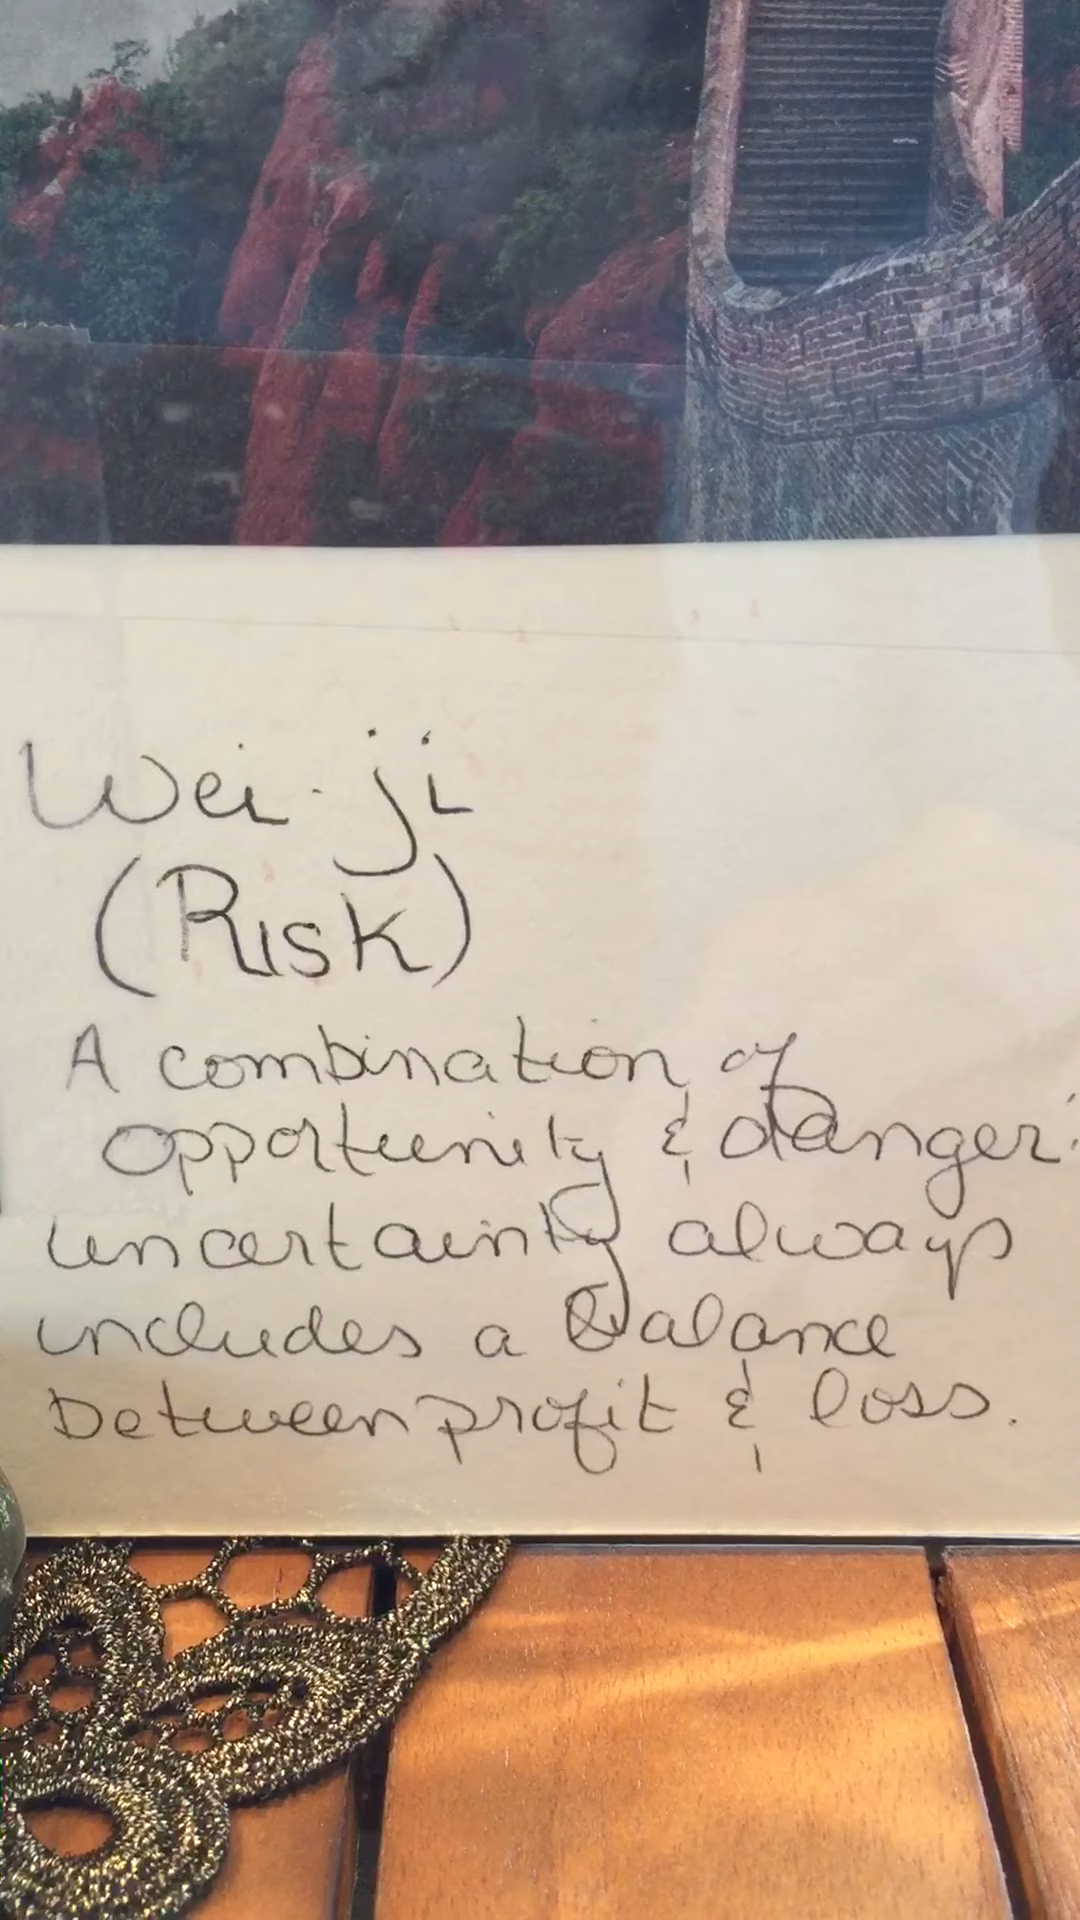 Wei-ji
(Risk)
A combination of
opportunity & danger:
uncertainty always
includes a balance
between profit & loss.